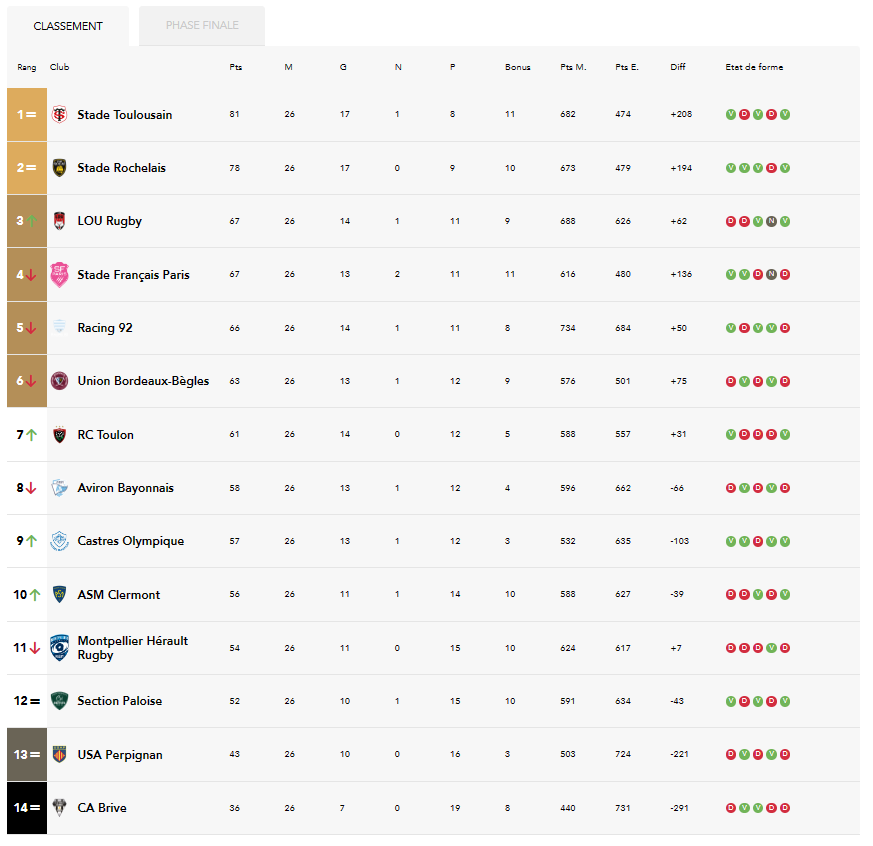 CLASSEMENT PHASE FINALE
Rang Club Pts M G N P Bonus Pts M. Pts E. Diff Etat de forme
1 = Stade Toulousain 81 26 17 1 8 11 682 474 +208 V D V D V
2 = Stade Rochelais 78 26 17 0 9 10 673 479 +194 V V V D V
3 ↑ LOU Rugby 67 26 14 1 11 9 688 626 +62 D D V N V
4 ↓ Stade Français Paris 67 26 13 2 11 11 616 480 +136 V V D N D
5 ↓ Racing 92 66 26 14 1 11 8 734 684 +50 V D V V D
6 ↓ Union Bordeaux-Bègles 63 26 13 1 12 9 576 501 +75 D V D V D
7 ↑ RC Toulon 61 26 14 0 12 5 588 557 +31 V D D D V
8 ↓ Aviron Bayonnais 58 26 13 1 12 4 596 662 -66 D V D V D
9 ↑ Castres Olympique 57 26 13 1 12 3 532 635 -103 V V D V V
10 ↑ ASM Clermont 56 26 11 1 14 10 588 627 -39 D D V D V
11 ↓ Montpellier Hérault
Rugby 54 26 11 0 15 10 624 617 +7 D D D V D
12 = Section Paloise 52 26 10 1 15 10 591 634 -43 V D V D V
13 = USA Perpignan 43 26 10 0 16 3 503 724 -221 D V D V D
14 = CA Brive 36 26 7 0 19 8 440 731 -291 D V V D D